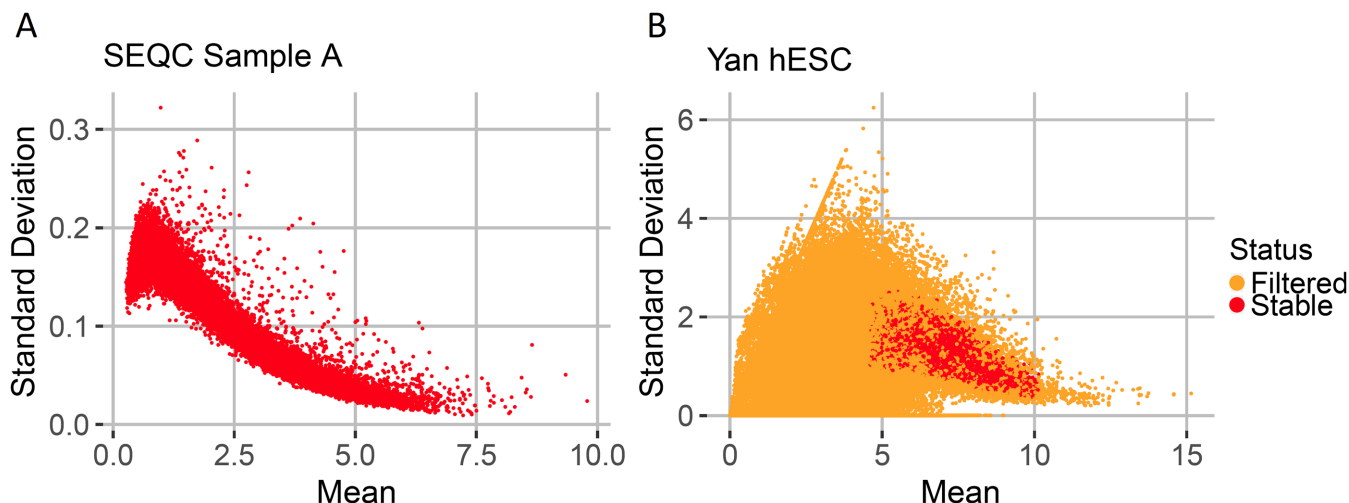 A
SEQC Sample A
Standard Deviation
0.3
0.2
0.1
0.0
0.0 2.5 5.0 7.5 10.0
Mean
B
Yan hESC
Standard Deviation
6
4
2
0
0 5 10 15
Mean
Status
Filtered
Stable